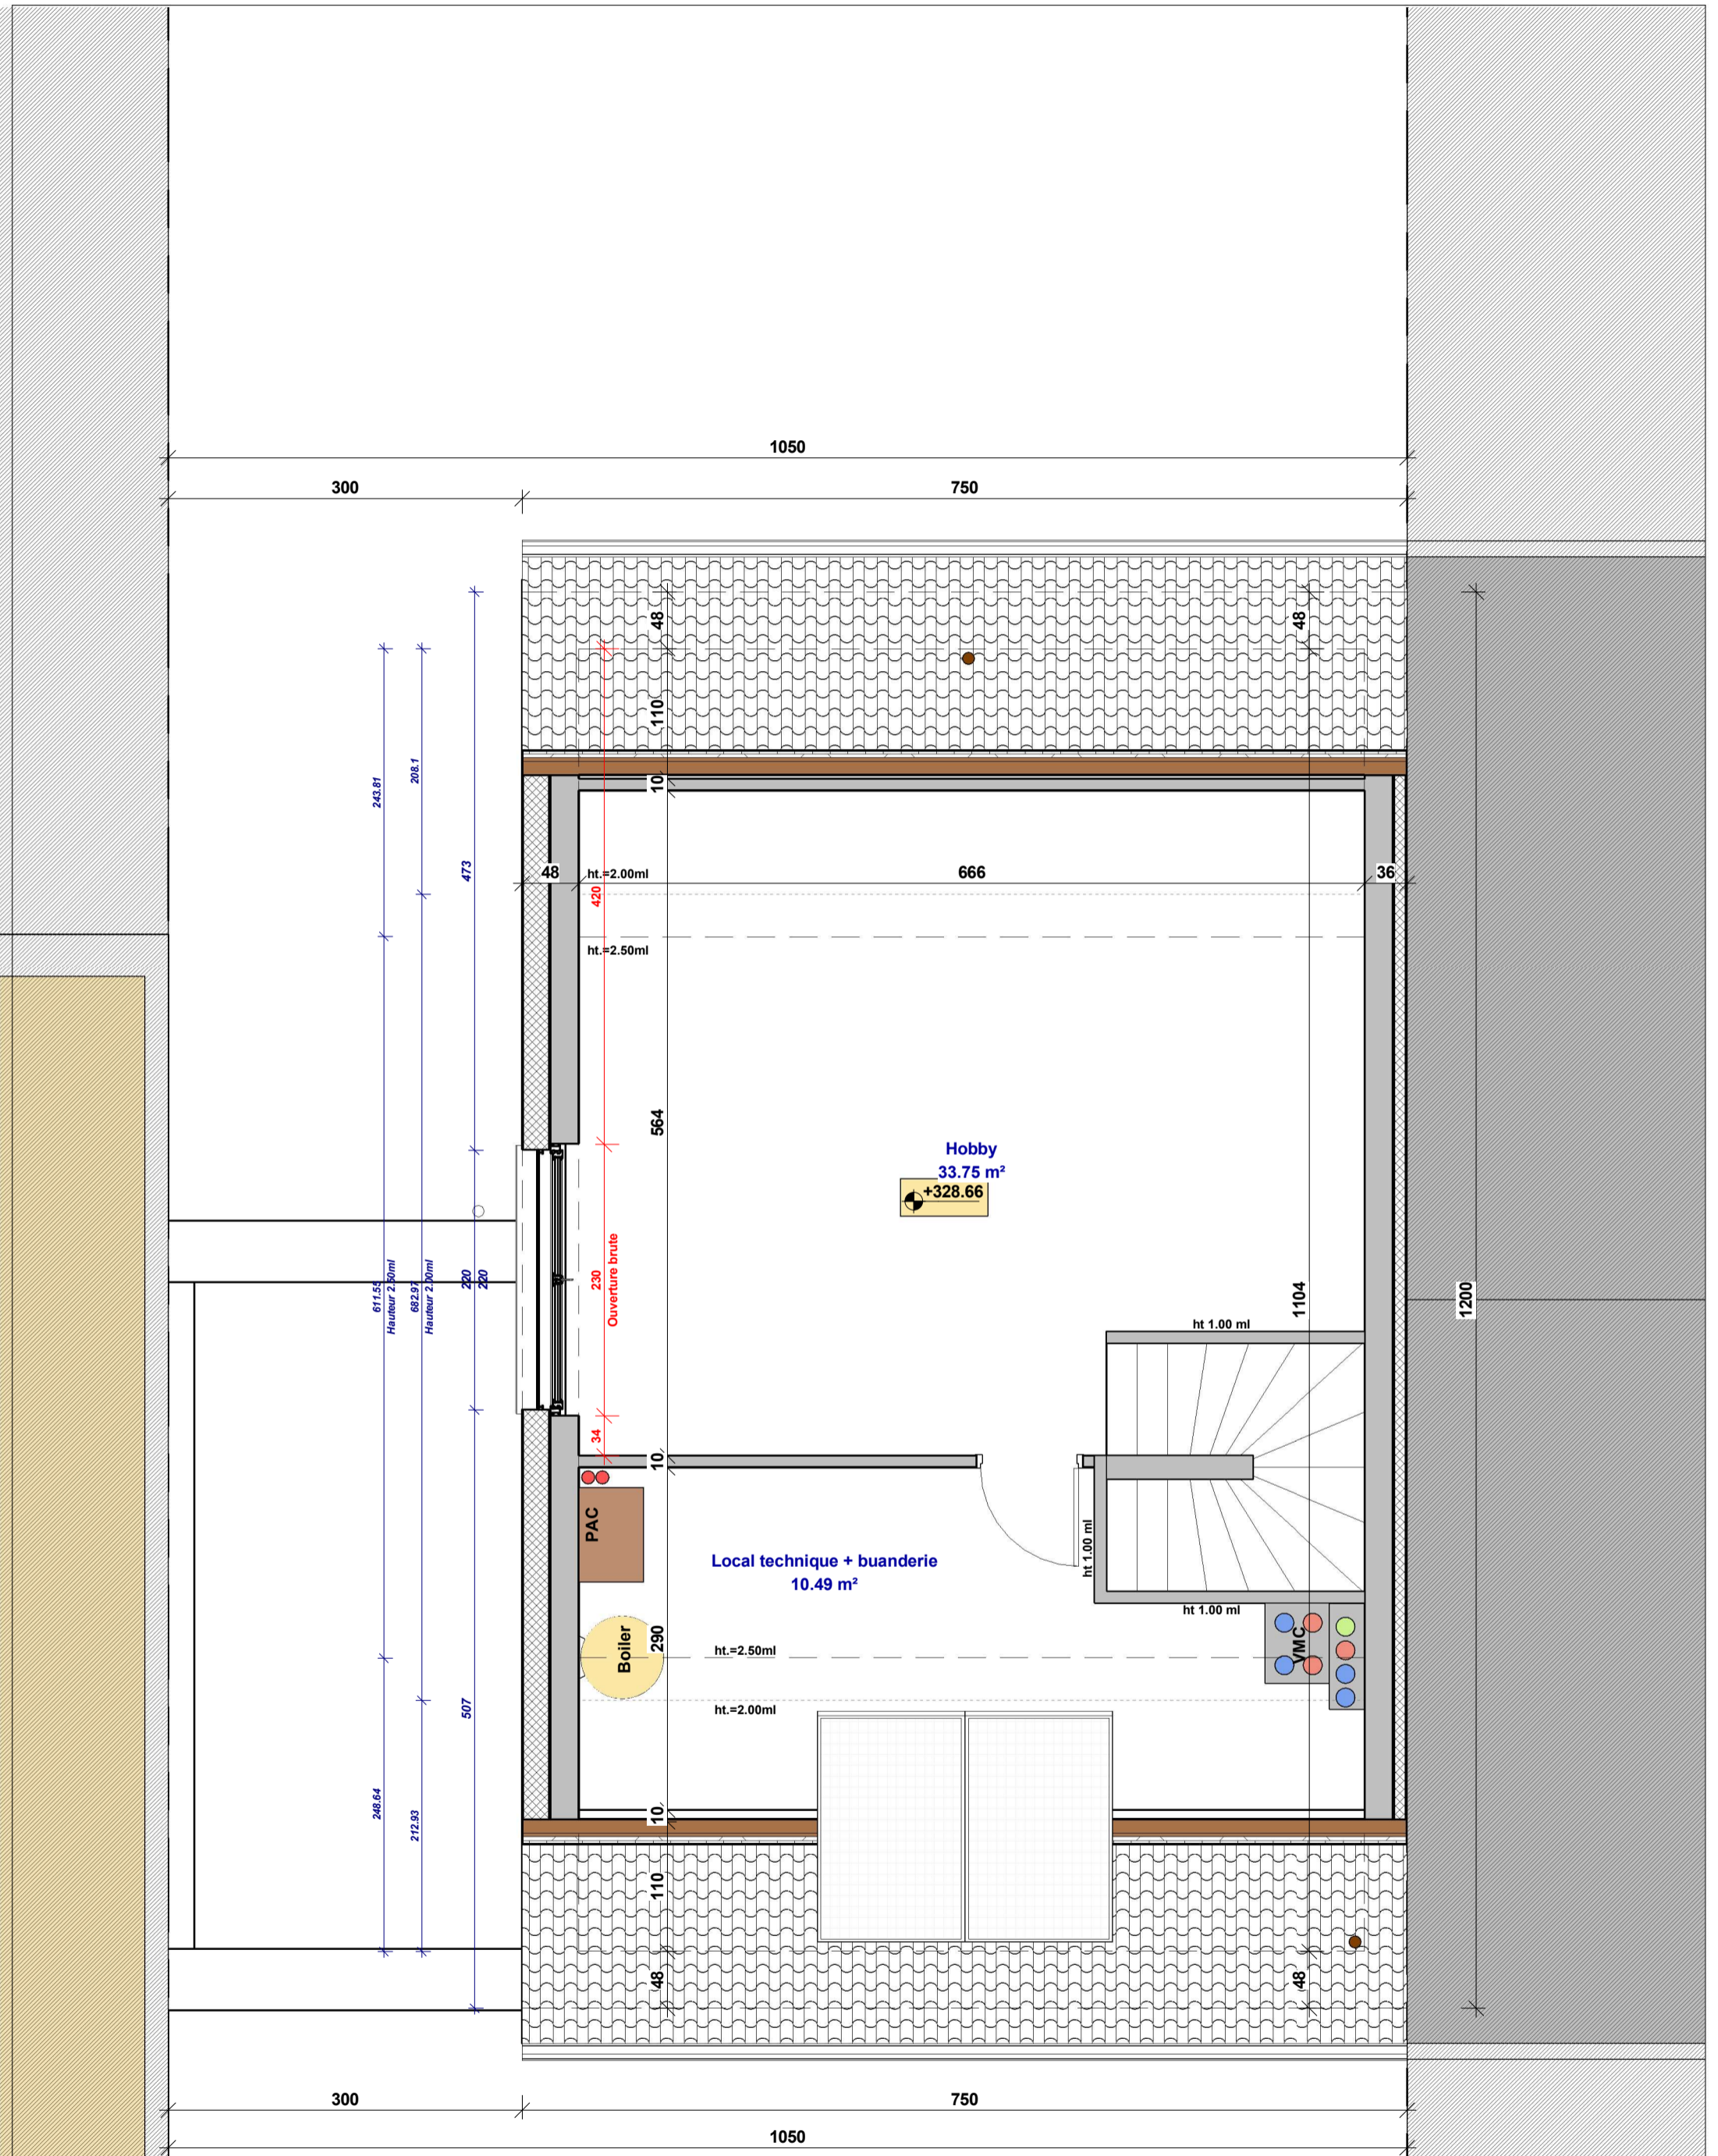 1050
300
750
48
48
110
243.81
208.1
10
473
48
ht.=2.00ml
666
36
420
ht.=2.50ml
564
Hobby
33.75 m²
+328.66
611.55
Hauteur 2.50ml
682.97
Hauteur 2.00ml
220
220
230
Ouverture brute
1104
1200
ht 1.00 ml
34
10
PAC
ht 1.00 ml
Local technique + buanderie
10.49 m²
ht 1.00 ml
Boiler
290
VMC
ht.=2.50ml
ht.=2.00ml
507
248.64
212.93
10
110
48
48
300
750
1050